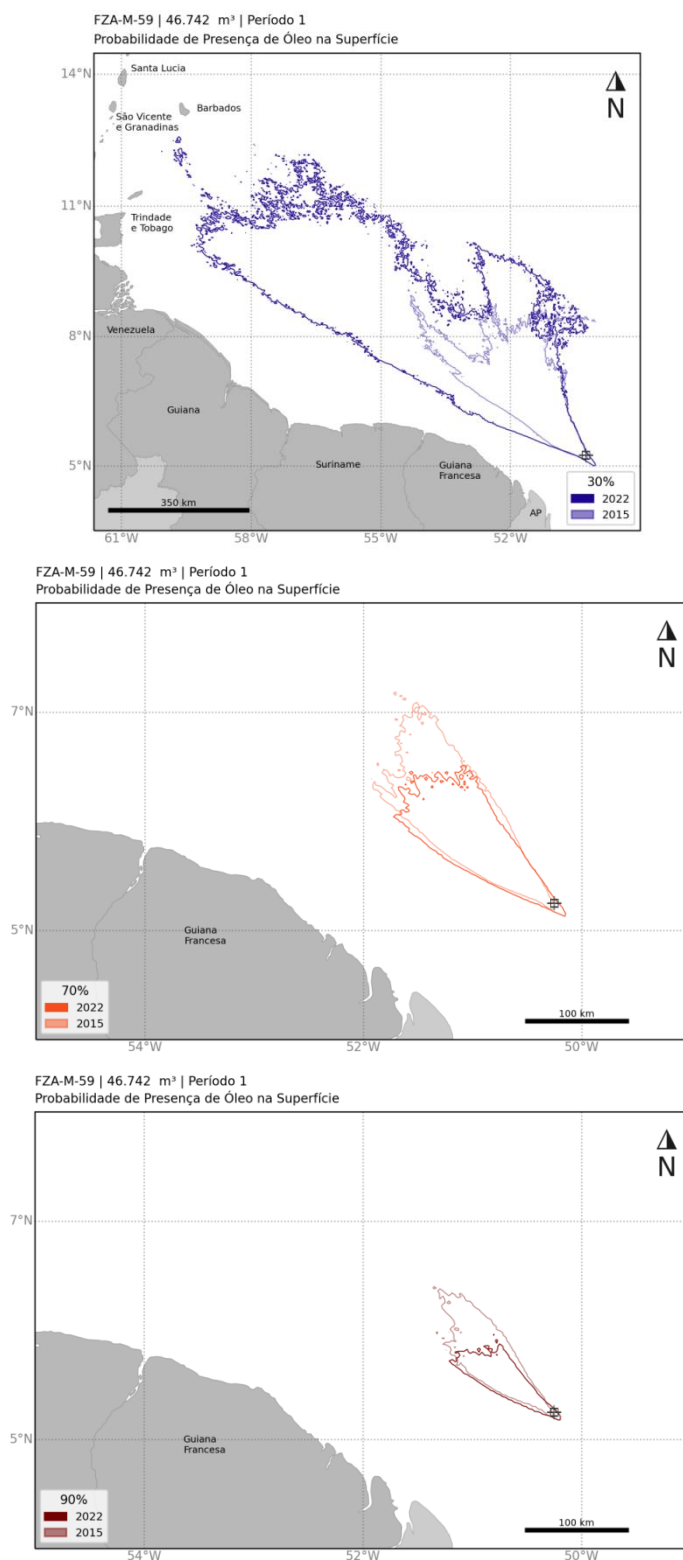 FZA-M-59 | 46.742 m³ | Período 1
Probabilidade de Presença de Óleo na Superfície
14°N
Santa Lucia
N
São Vicente
e Granadinas
Barbados
11°N
Trindade
e Tobago
8°N
Venezuela
Guiana
5°N
Suriname
Guiana
Francesa
AP
30%
2022
2015
350 km
61°W
58°W
55°W
52°W
FZA-M-59 | 46.742 m³ | Período 1
Probabilidade de Presença de Óleo na Superfície
N
7°N
5°N
Guiana
Francesa
70%
2022
2015
100 km
54°W
52°W
50°W
FZA-M-59 | 46.742 m³ | Período 1
Probabilidade de Presença de Óleo na Superfície
N
7°N
5°N
Guiana
Francesa
90%
2022
2015
100 km
54°W
52°W
50°W